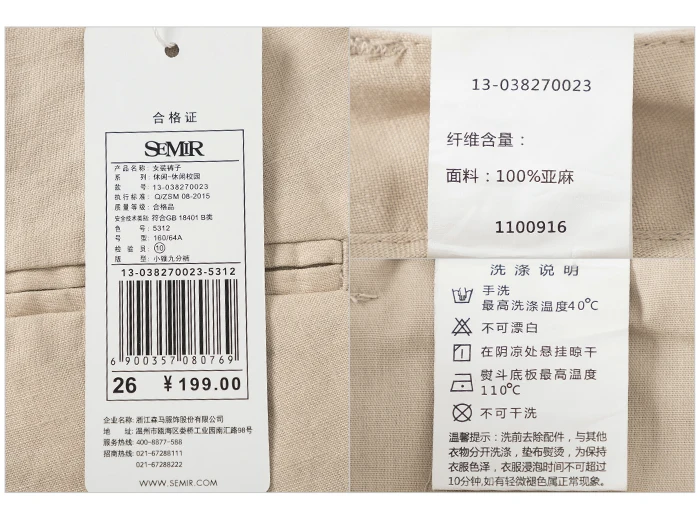 合格证
SEMIR
产品名称: 女装裤子
系 列: 休闲-休闲校园
款 号: 13-038270023
执行标准: Q/ZSM 08-2015
质量等级: 合格品
安全技术类别: 符合GB 18401 B类
色 号: 5312
号 型: 160/64A
检 验 员: 10
版 型: 小锥九分裤
13-038270023-5312
6 900357 080769
26 ¥199.00
企业名称: 浙江森马服饰股份有限公司
地 址: 温州市瓯海区娄桥工业园南汇路98号
服务热线: 400-8877-588
招商热线: 021-67288111
021-67288222
WWW.SEMIR.COM
13-038270023
纤维含量：
面料：100%亚麻
1100916
洗涤说明
手洗
最高洗涤温度40℃
不可漂白
在阴凉处悬挂晾干
熨斗底板最高温度
110℃
不可干洗
温馨提示：洗前去除配件，与其他
衣物分开洗涤，垫布熨烫，为保持
衣服色泽，衣服浸泡时间不可超过
10分钟,如有轻微褪色属正常现象。